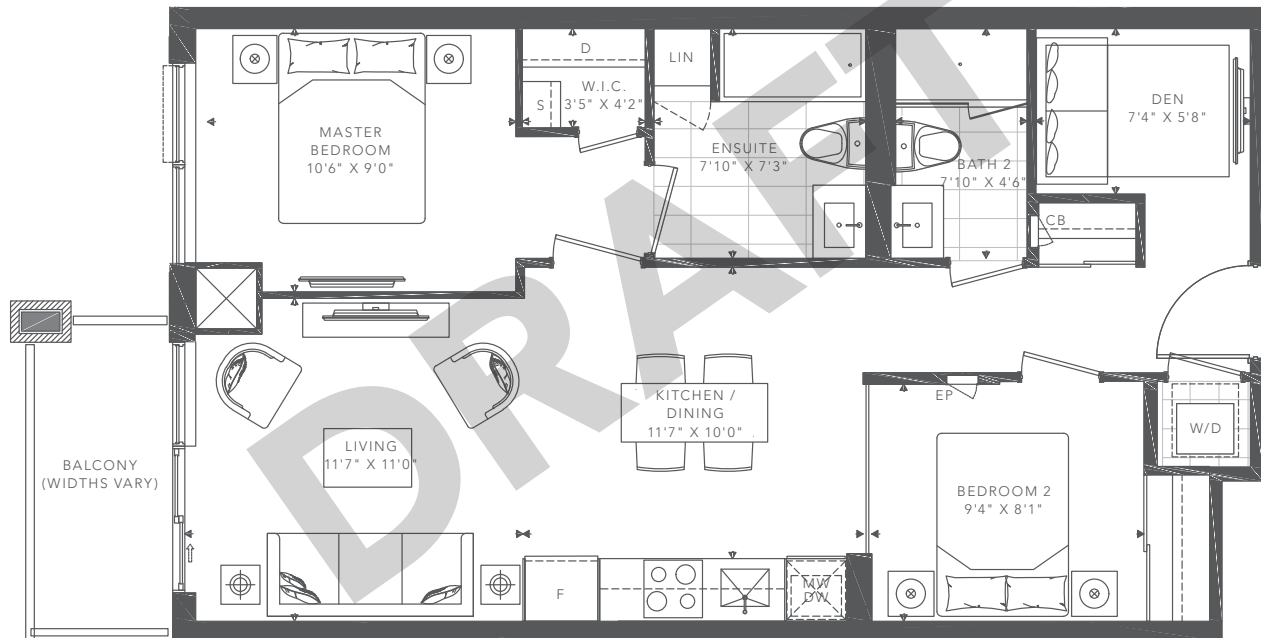 D
LIN
W.I.C.
3'5" X 4'2"
S
DEN
7'4" X 5'8"
MASTER
BEDROOM
10'6" X 9'0"
ENSUITE
7'10" X 7'3"
BATH 2
7'10" X 4'6"
CB
DRAFT
EP
KITCHEN /
DINING
11'7" X 10'0"
W/D
LIVING
11'7" X 11'0"
BALCONY
(WIDTHS VARY)
BEDROOM 2
9'4" X 8'1"
F
MW
DW